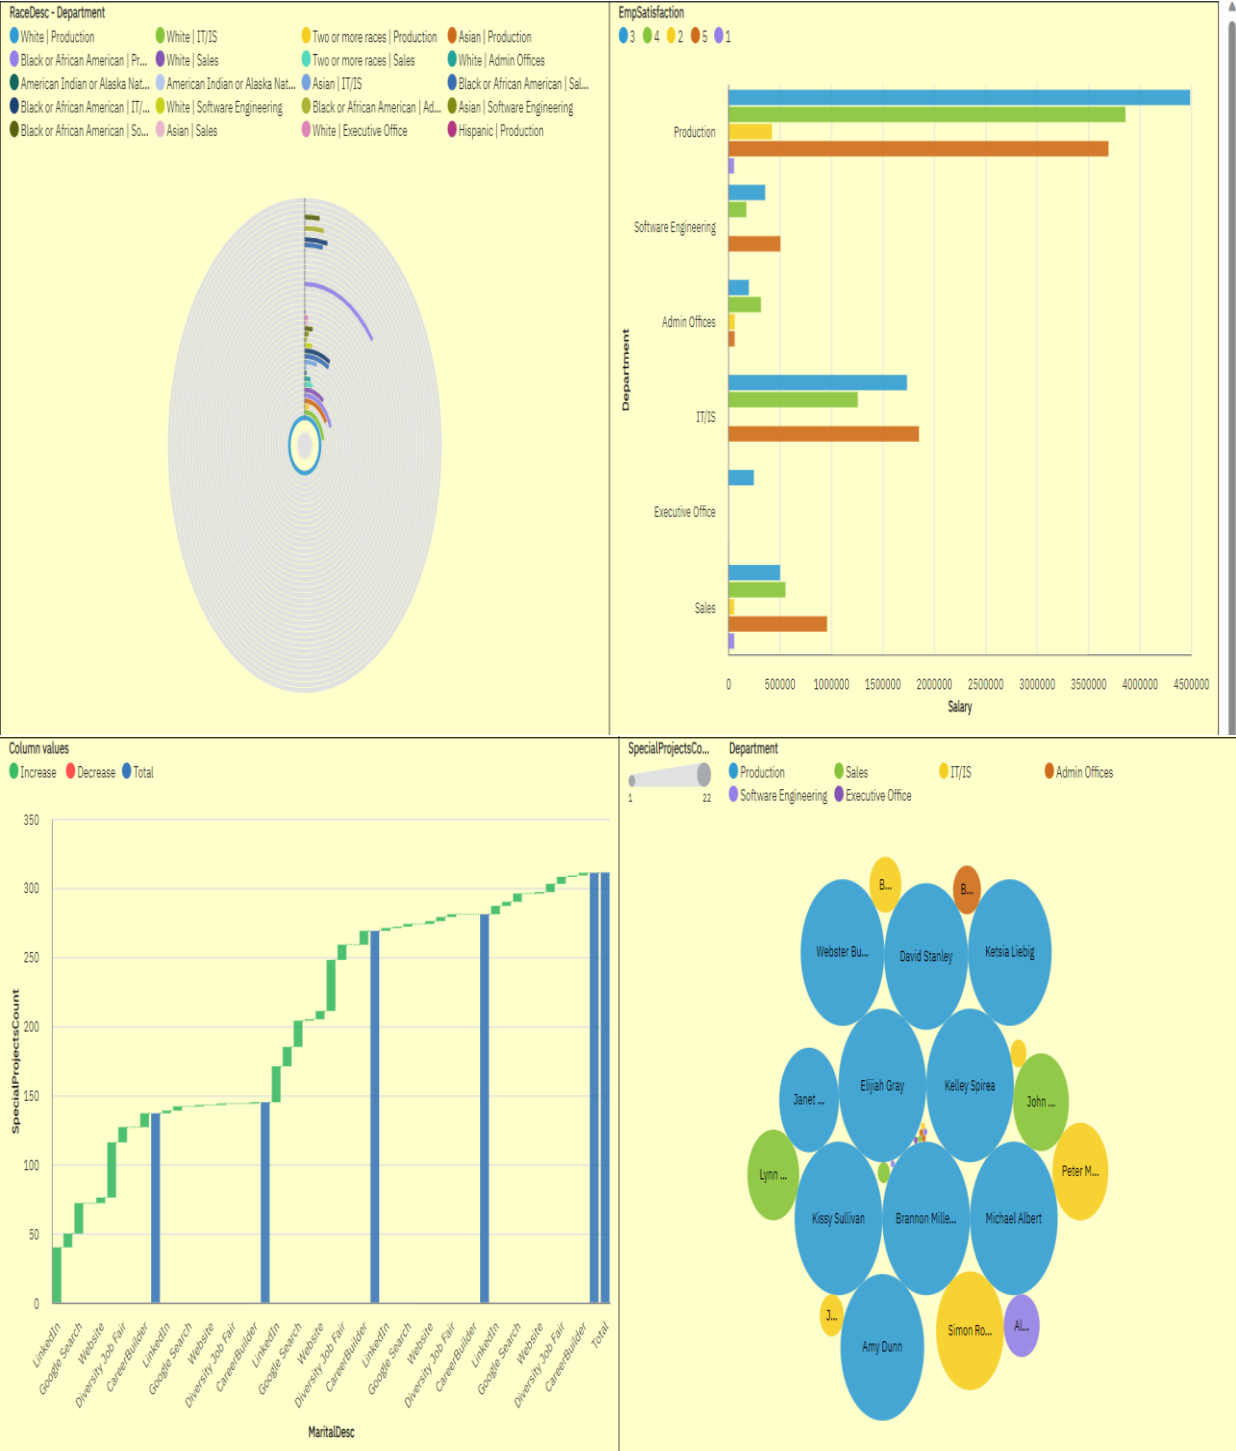 RaceDesc - Department
White | Production
White | IT/IS
Two or more races | Production
Asian | Production
Black or African American | Pr...
White | Sales
Two or more races | Sales
White | Admin Offices
American Indian or Alaska Nat...
American Indian or Alaska Nat...
Asian | IT/IS
Black or African American | Sal...
Black or African American | IT/...
White | Software Engineering
Black or African American | Ad...
Asian | Software Engineering
Black or African American | So...
Asian | Sales
White | Executive Office
Hispanic | Production
EmpSatisfaction
3 4 2 5 1
Department
Production
Software Engineering
Admin Offices
IT/IS
Executive Office
Sales
0 500000 1000000 1500000 2000000 2500000 3000000 3500000 4000000 4500000
Salary
Column values
Increase Decrease Total
SpecialProjectsCount
350
300
250
200
150
100
50
0
LinkedIn
Google Search
Website
Diversity Job Fair
CareerBuilder
LinkedIn
Google Search
Website
Diversity Job Fair
CareerBuilder
LinkedIn
Google Search
Website
Diversity Job Fair
CareerBuilder
LinkedIn
Google Search
Website
Diversity Job Fair
CareerBuilder
LinkedIn
Google Search
Website
Diversity Job Fair
CareerBuilder
Total
MaritalDesc
SpecialProjectsCo...
1 22
Department
Production Sales IT/IS Admin Offices
Software Engineering Executive Office
B...
B...
Webster Bu...
David Stanley
Ketsia Liebig
Elijiah Gray
Kelley Spirea
Janet ...
John ...
Lynn ...
Peter M...
Kissy Sullivan
Brannon Mille...
Michael Albert
J...
Amy Dunn
Simon Ro...
Al...